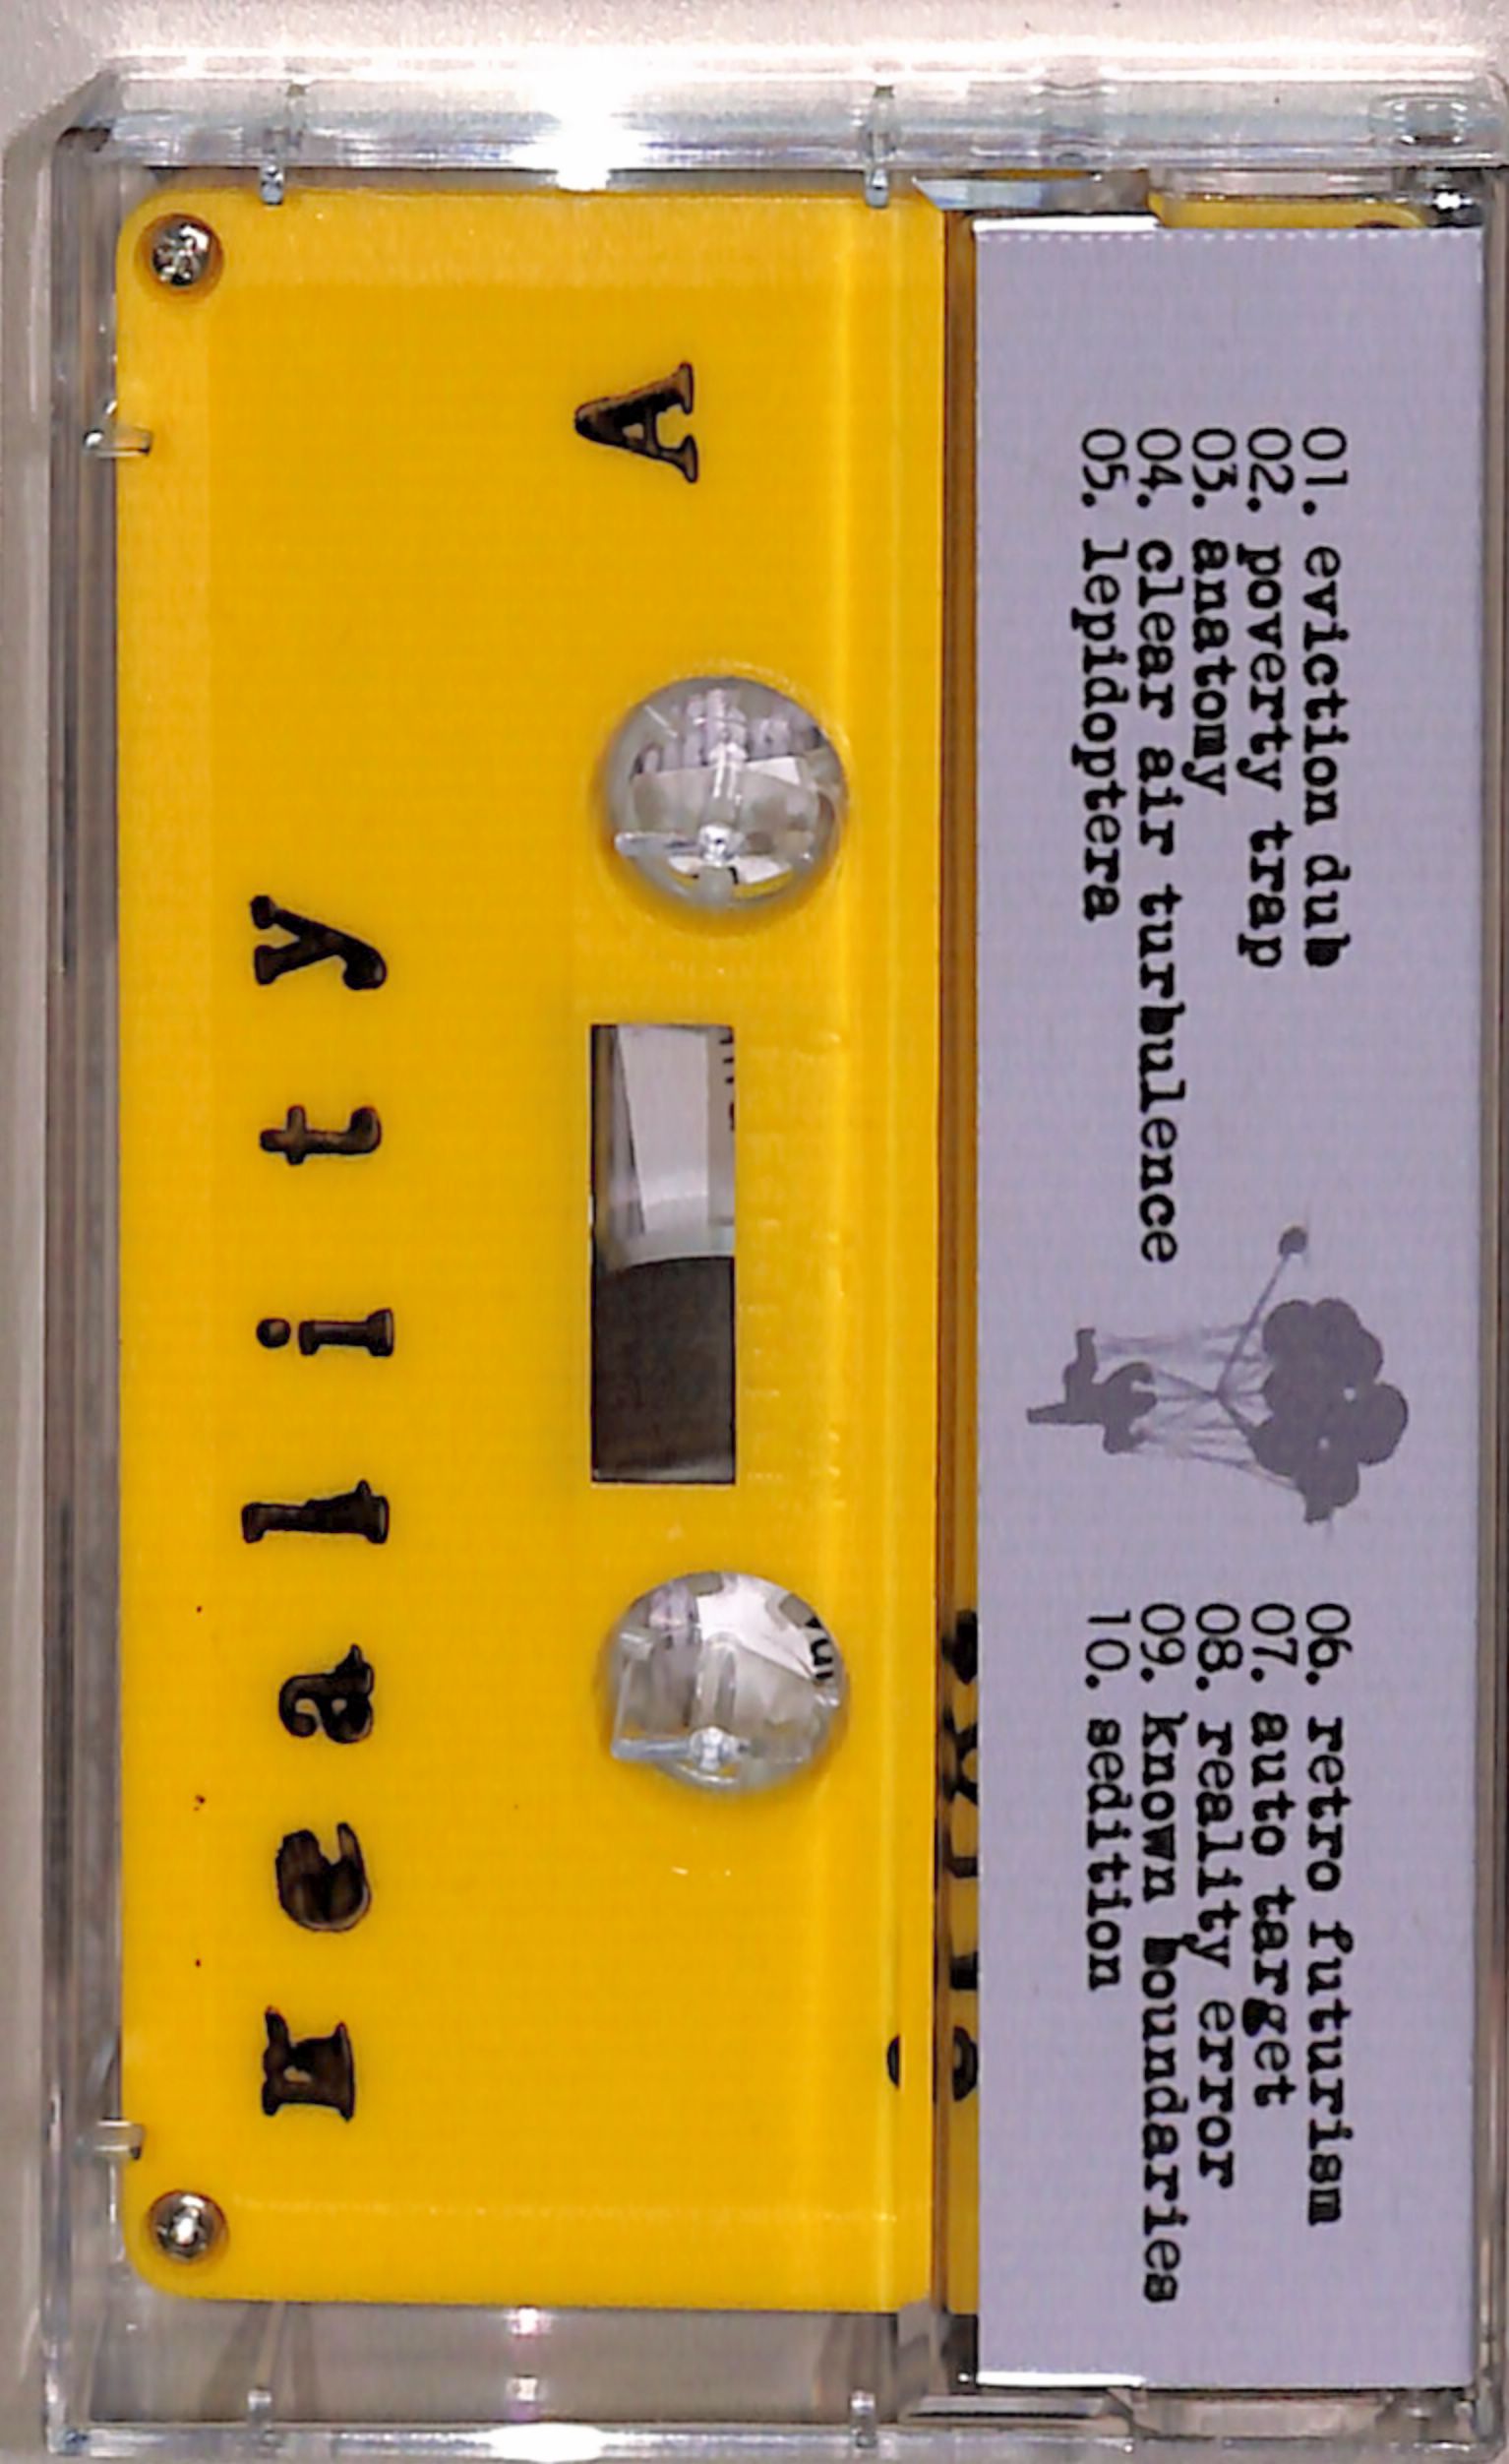 01. eviction dub
02. poverty trap
03. anatomy
04. clear air turbulence
05. lepidoptera
06. retro futurism
07. auto target
08. reality error
09. known boundaries
10. sedition
reality
A